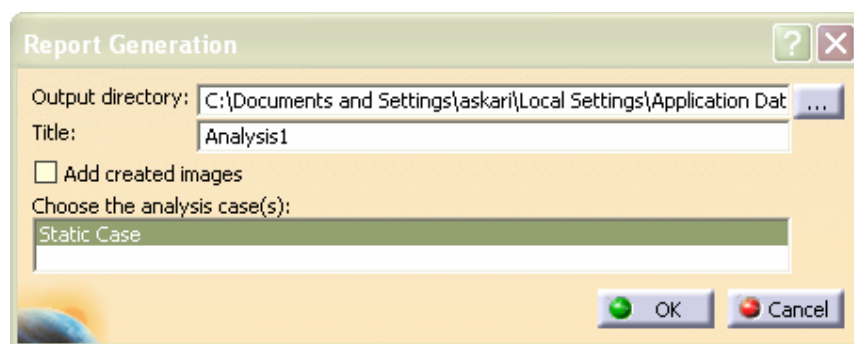 Report Generation
?
Output directory: C:\Documents and Settings\askari\Local Settings\Application Dat ...
Title: Analysis1
Add created images
Choose the analysis case(s):
Static Case
OK Cancel